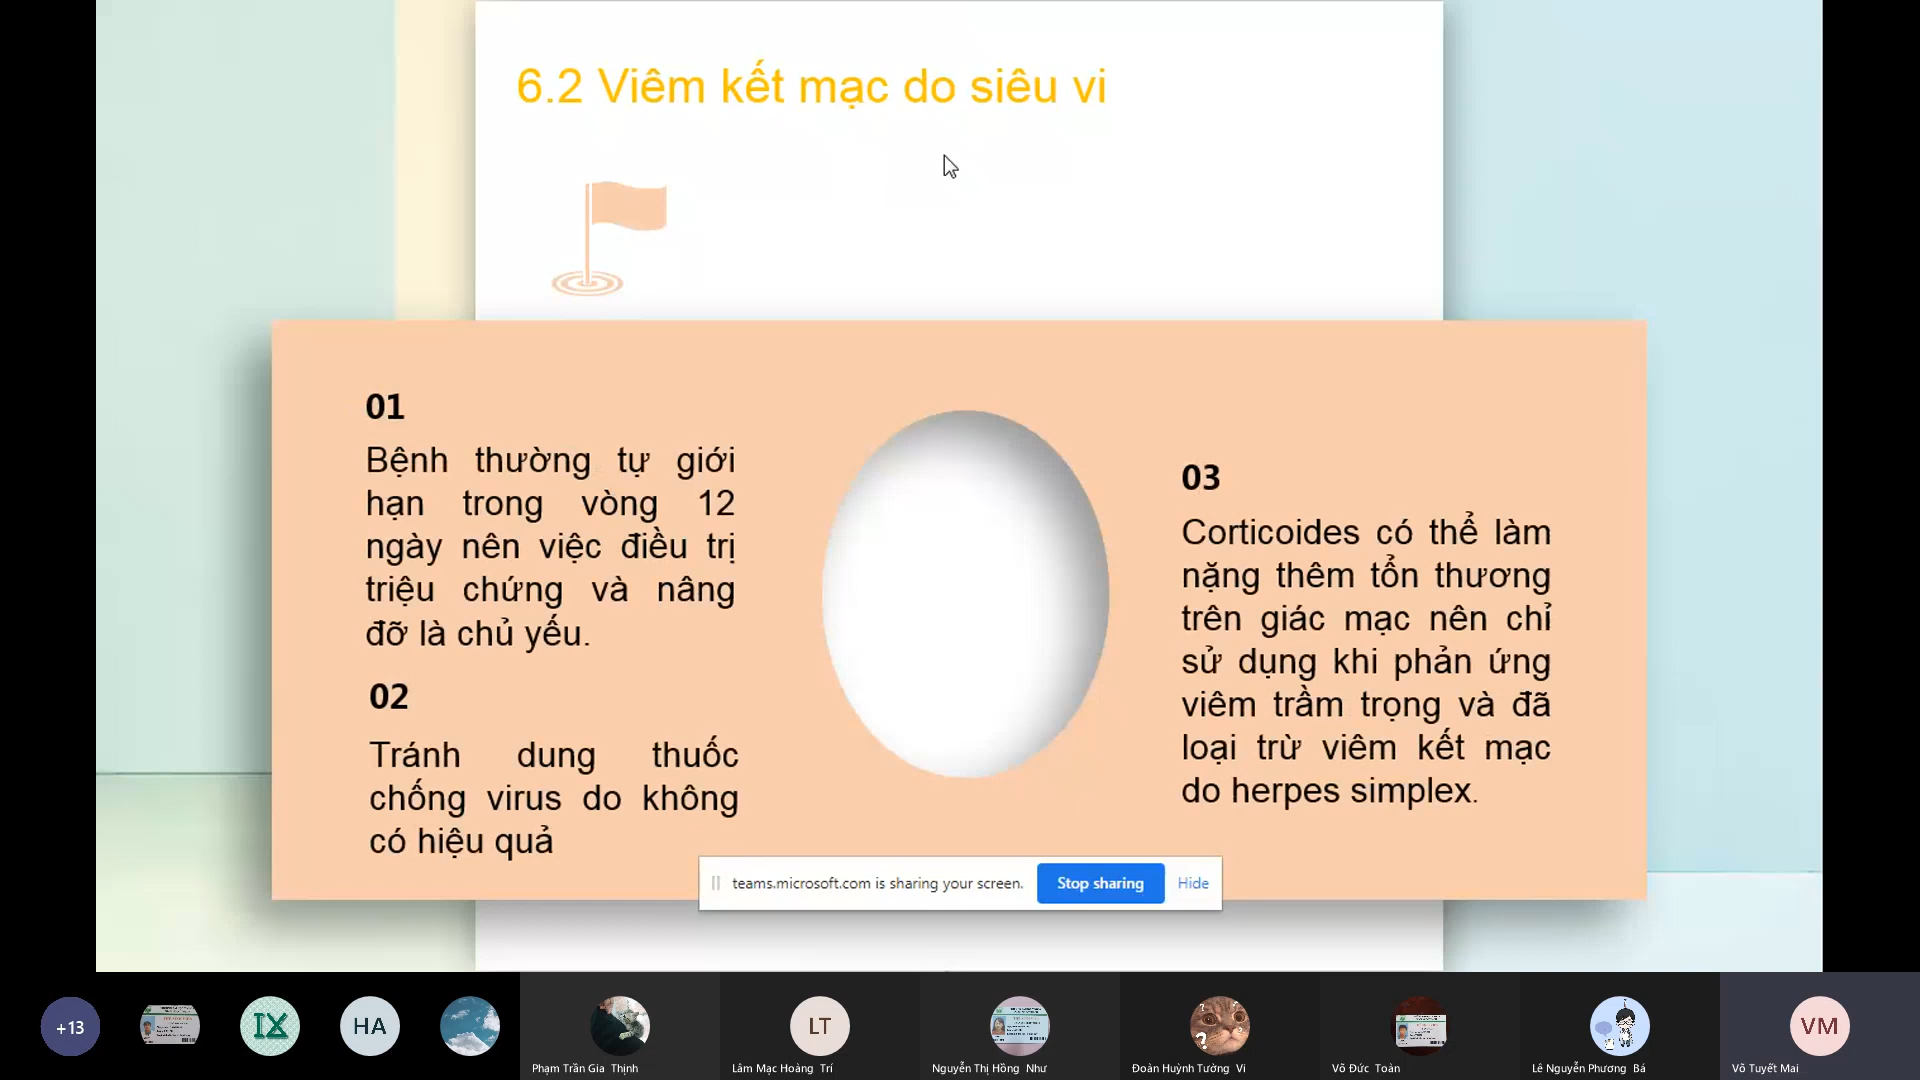 6.2 Viêm kết mạc do siêu vi
01
Bệnh thường tự giới
hạn trong vòng 12
ngày nên việc điều trị
triệu chứng và nâng
đỡ là chủ yếu.
02
Tránh dung thuốc
chống virus do không
có hiệu quả
03
Corticoides có thể làm
nặng thêm tổn thương
trên giác mạc nên chỉ
sử dụng khi phản ứng
viêm trầm trọng và đã
loại trừ viêm kết mạc
do herpes simplex.
teams.microsoft.com is sharing your screen.
Stop sharing
Hide
+13
IX
HA
LT
VM
Phạm Trần Gia Thịnh
Lâm Mạc Hoàng Trí
Nguyễn Thị Hồng Như
Đoàn Huỳnh Tường Vi
Võ Đức Toàn
Lê Nguyễn Phương Bá
Võ Tuyết Mai